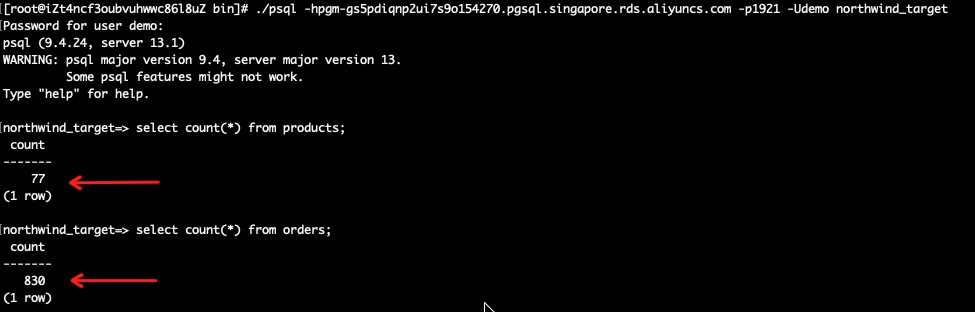 [[root@iZt4ncf3oubvuhwwc86l8uZ bin]# ./psql -hpgm-gs5pdiqnp2ui7s9o154270.pgsql.singapore.rds.aliyuncs.com -p1921 -Udemo northwind_target
[Password for user demo:
psql (9.4.24, server 13.1)
WARNING: psql major version 9.4, server major version 13.
         Some psql features might not work.
Type "help" for help.
[northwind_target=> select count(*) from products;
 count
-------
    77
(1 row)
[northwind_target=> select count(*) from orders;
 count
-------
   830
(1 row)